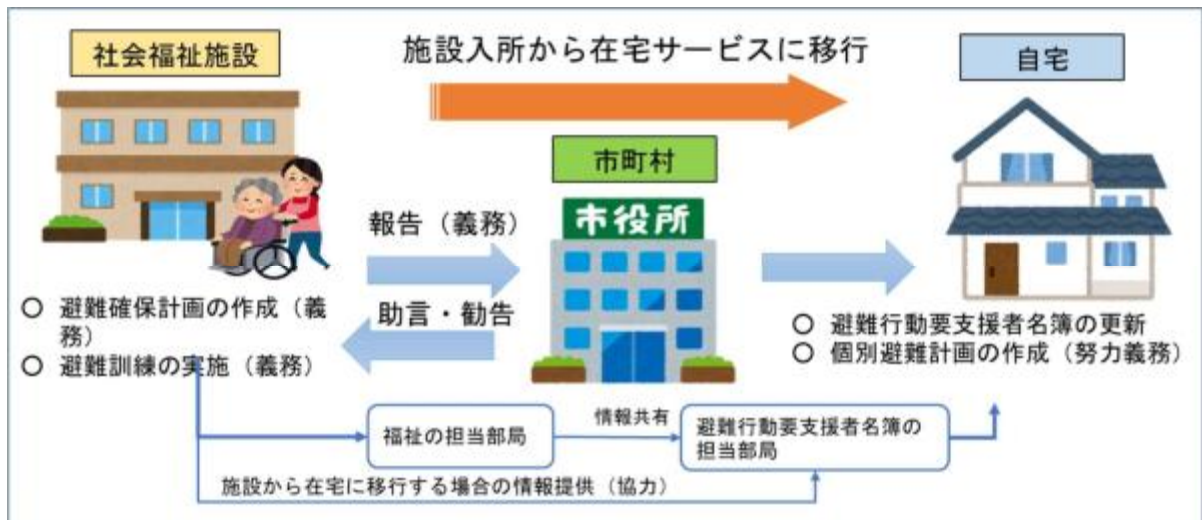 社会福祉施設
施設入所から在宅サービスに移行
自宅
市町村
市役所
報告（義務）
助言・勧告
○ 避難確保計画の作成（義
務）
○ 避難訓練の実施（義務）
○ 避難行動要支援者名簿の更新
○ 個別避難計画の作成（努力義務）
福祉の担当部局
情報共有
避難行動要支援者名簿の
担当部局
施設から在宅に移行する場合の情報提供（協力）